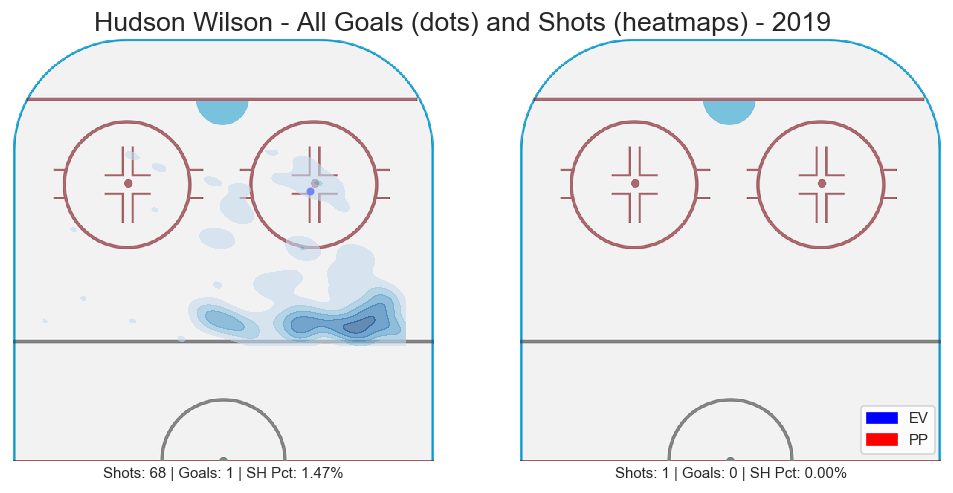 Hudson Wilson - All Goals (dots) and Shots (heatmaps) - 2019
EV
PP
Shots: 68 | Goals: 1 | SH Pct: 1.47%
Shots: 1 | Goals: 0 | SH Pct: 0.00%